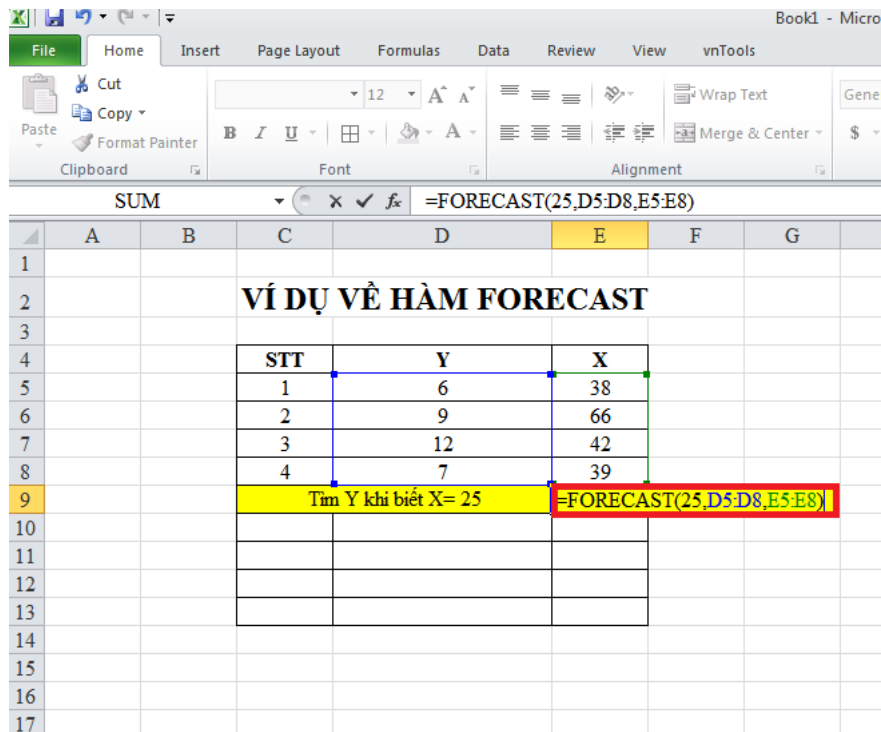 Book1 - Micro
File Home Insert Page Layout Formulas Data Review View vnTools
Cut
Copy
Format Painter
Paste
Clipboard
12 A A
B I U A
Font
Wrap Text
Merge & Center
Alignment
Gene
$
SUM fx =FORECAST(25,D5:D8,E5:E8)
A B C D E F G
1
2 VÍ DỤ VỀ HÀM FORECAST
3
4 STT Y X
5 1 6 38
6 2 9 66
7 3 12 42
8 4 7 39
9 Tìm Y khi biết X= 25 =FORECAST(25,D5:D8,E5:E8)
10
11
12
13
14
15
16
17